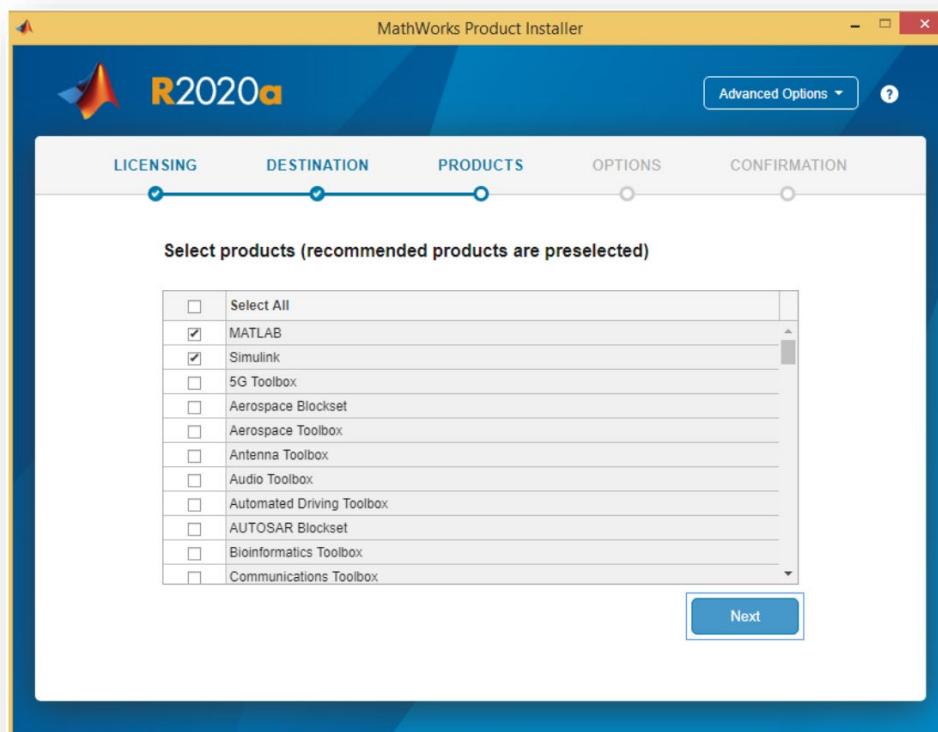 MathWorks Product Installer
R2020a
Advanced Options
?
LICENSING DESTINATION PRODUCTS OPTIONS CONFIRMATION
Select products (recommended products are preselected)
Select All
MATLAB
Simulink
5G Toolbox
Aerospace Blockset
Aerospace Toolbox
Antenna Toolbox
Audio Toolbox
Automated Driving Toolbox
AUTOSAR Blockset
Bioinformatics Toolbox
Communications Toolbox
Next